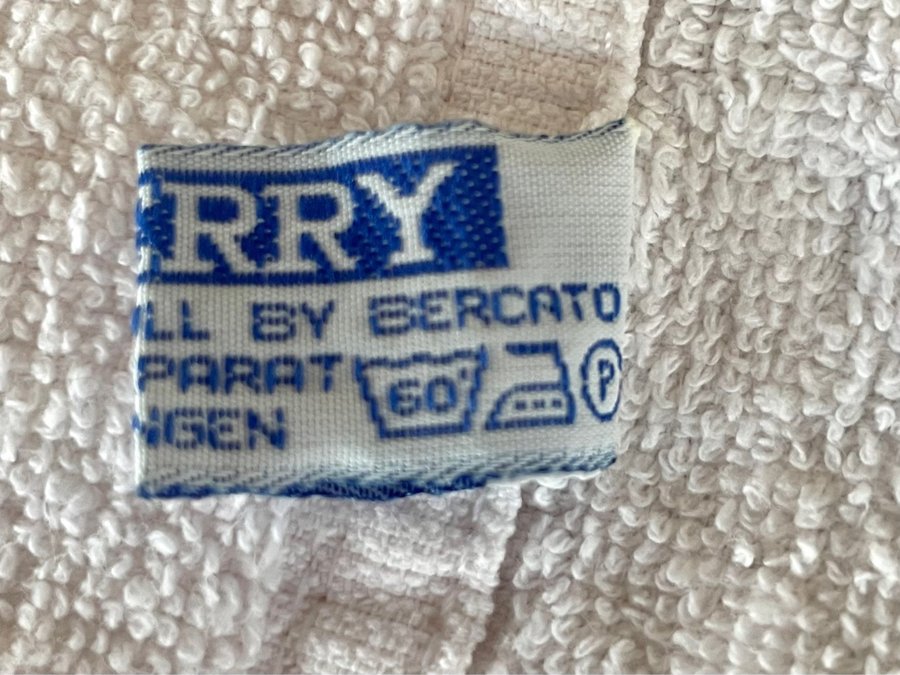 RRY
LL BY BERCATO
PARAT 60° P
NGEN